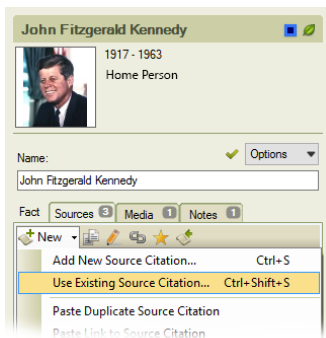 John Fitzgerald Kennedy
1917 - 1963
Home Person
Name:
Options
John Fitzgerald Kennedy
Fact Sources 3 Media 1 Notes 1
New
Add New Source Citation... Ctrl+S
Use Existing Source Citation... Ctrl+Shift+S
Paste Duplicate Source Citation
Paste Link to Source Citation